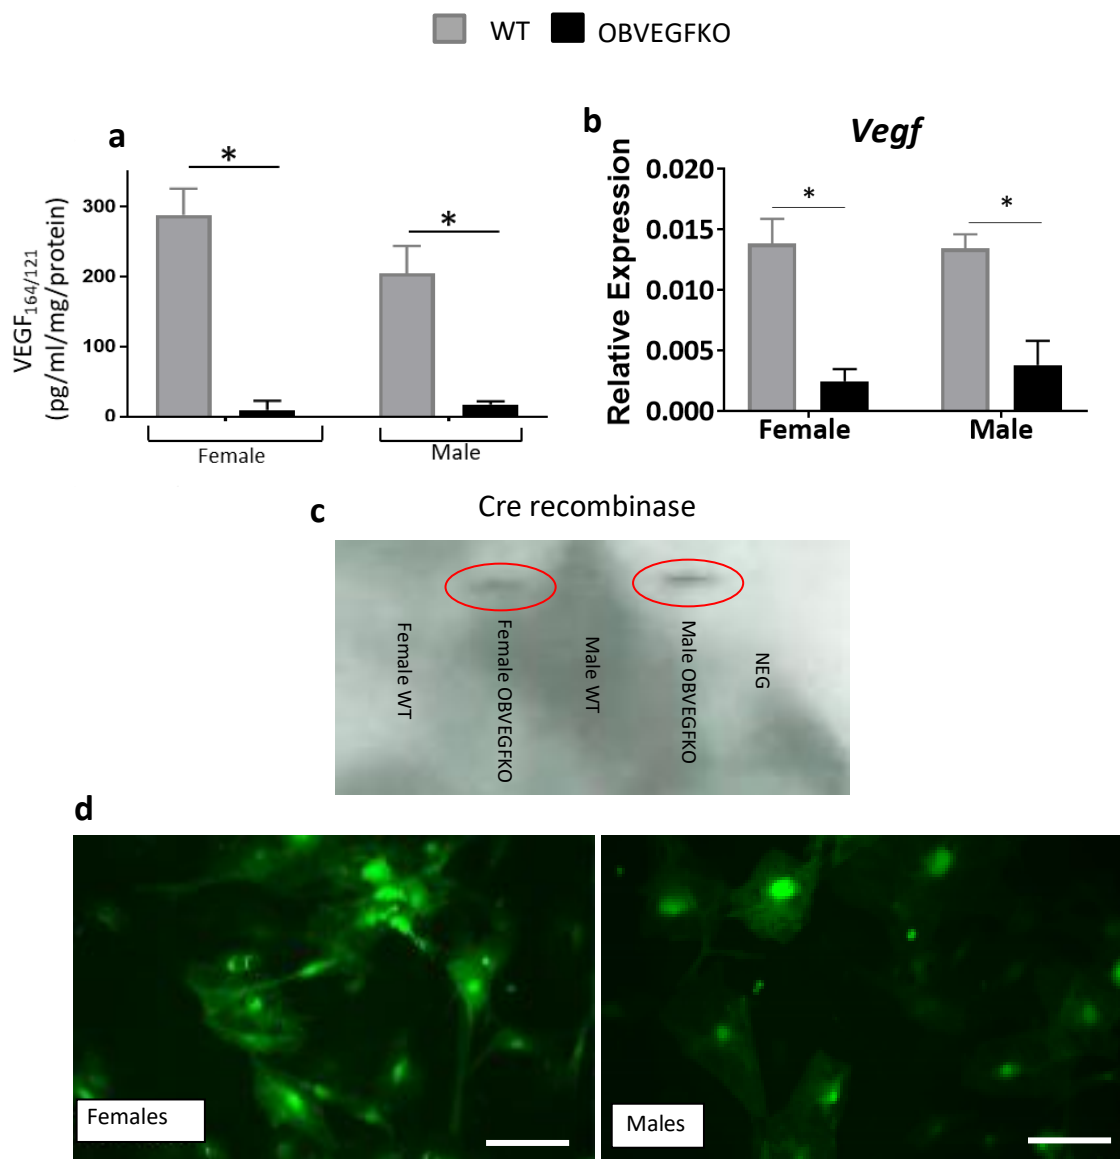 WT OBVEGFKO
a
*
*
VEGF164/121
(pg/ml/mg/protein)
300
200
100
0
Female
Male
b
Vegf
*
*
Relative Expression
0.020
0.015
0.010
0.005
0.000
Female
Male
c
Cre recombinase
Female WT
Female OBVEGFKO
Male WT
Male OBVEGFKO
NEG
d
Females
Males